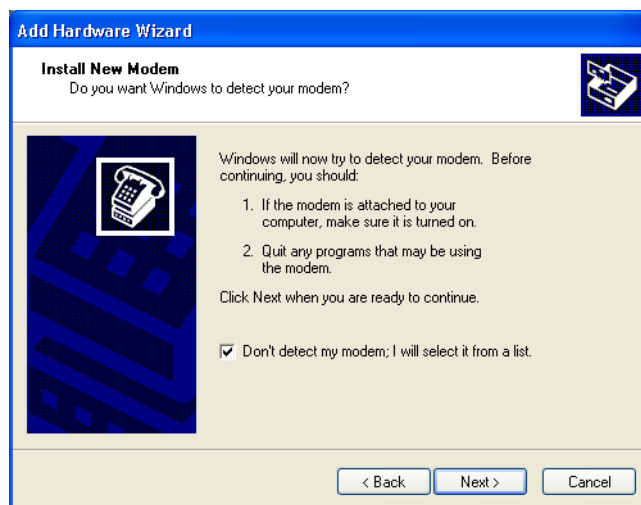 Add Hardware Wizard
Install New Modem
Do you want Windows to detect your modem?
Windows will now try to detect your modem. Before
continuing, you should:
1. If the modem is attached to your
computer, make sure it is turned on.
2. Quit any programs that may be using
the modem.
Click Next when you are ready to continue.
Don't detect my modem; I will select it from a list.
< Back
Next >
Cancel